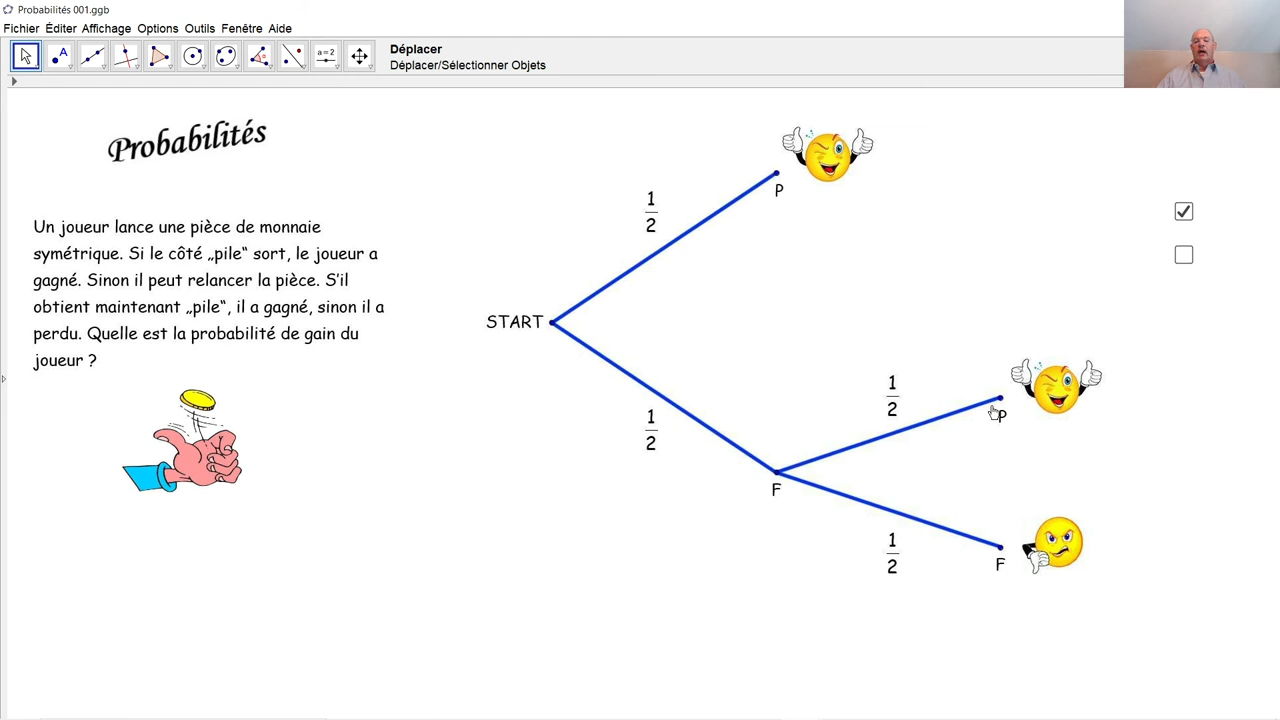 Probabilités 001.ggb
Fichier Éditer Affichage Options Outils Fenêtre Aide
A
a=2
Déplacer
Déplacer/Sélectionner Objets
Probabilités
Un joueur lance une pièce de monnaie
symétrique. Si le côté „pile“ sort, le joueur a
gagné. Sinon il peut relancer la pièce. S’il
obtient maintenant „pile“, il a gagné, sinon il a
perdu. Quelle est la probabilité de gain du
joueur ?
P
1
2
START
1
2
F
1
2
P
1
2
F